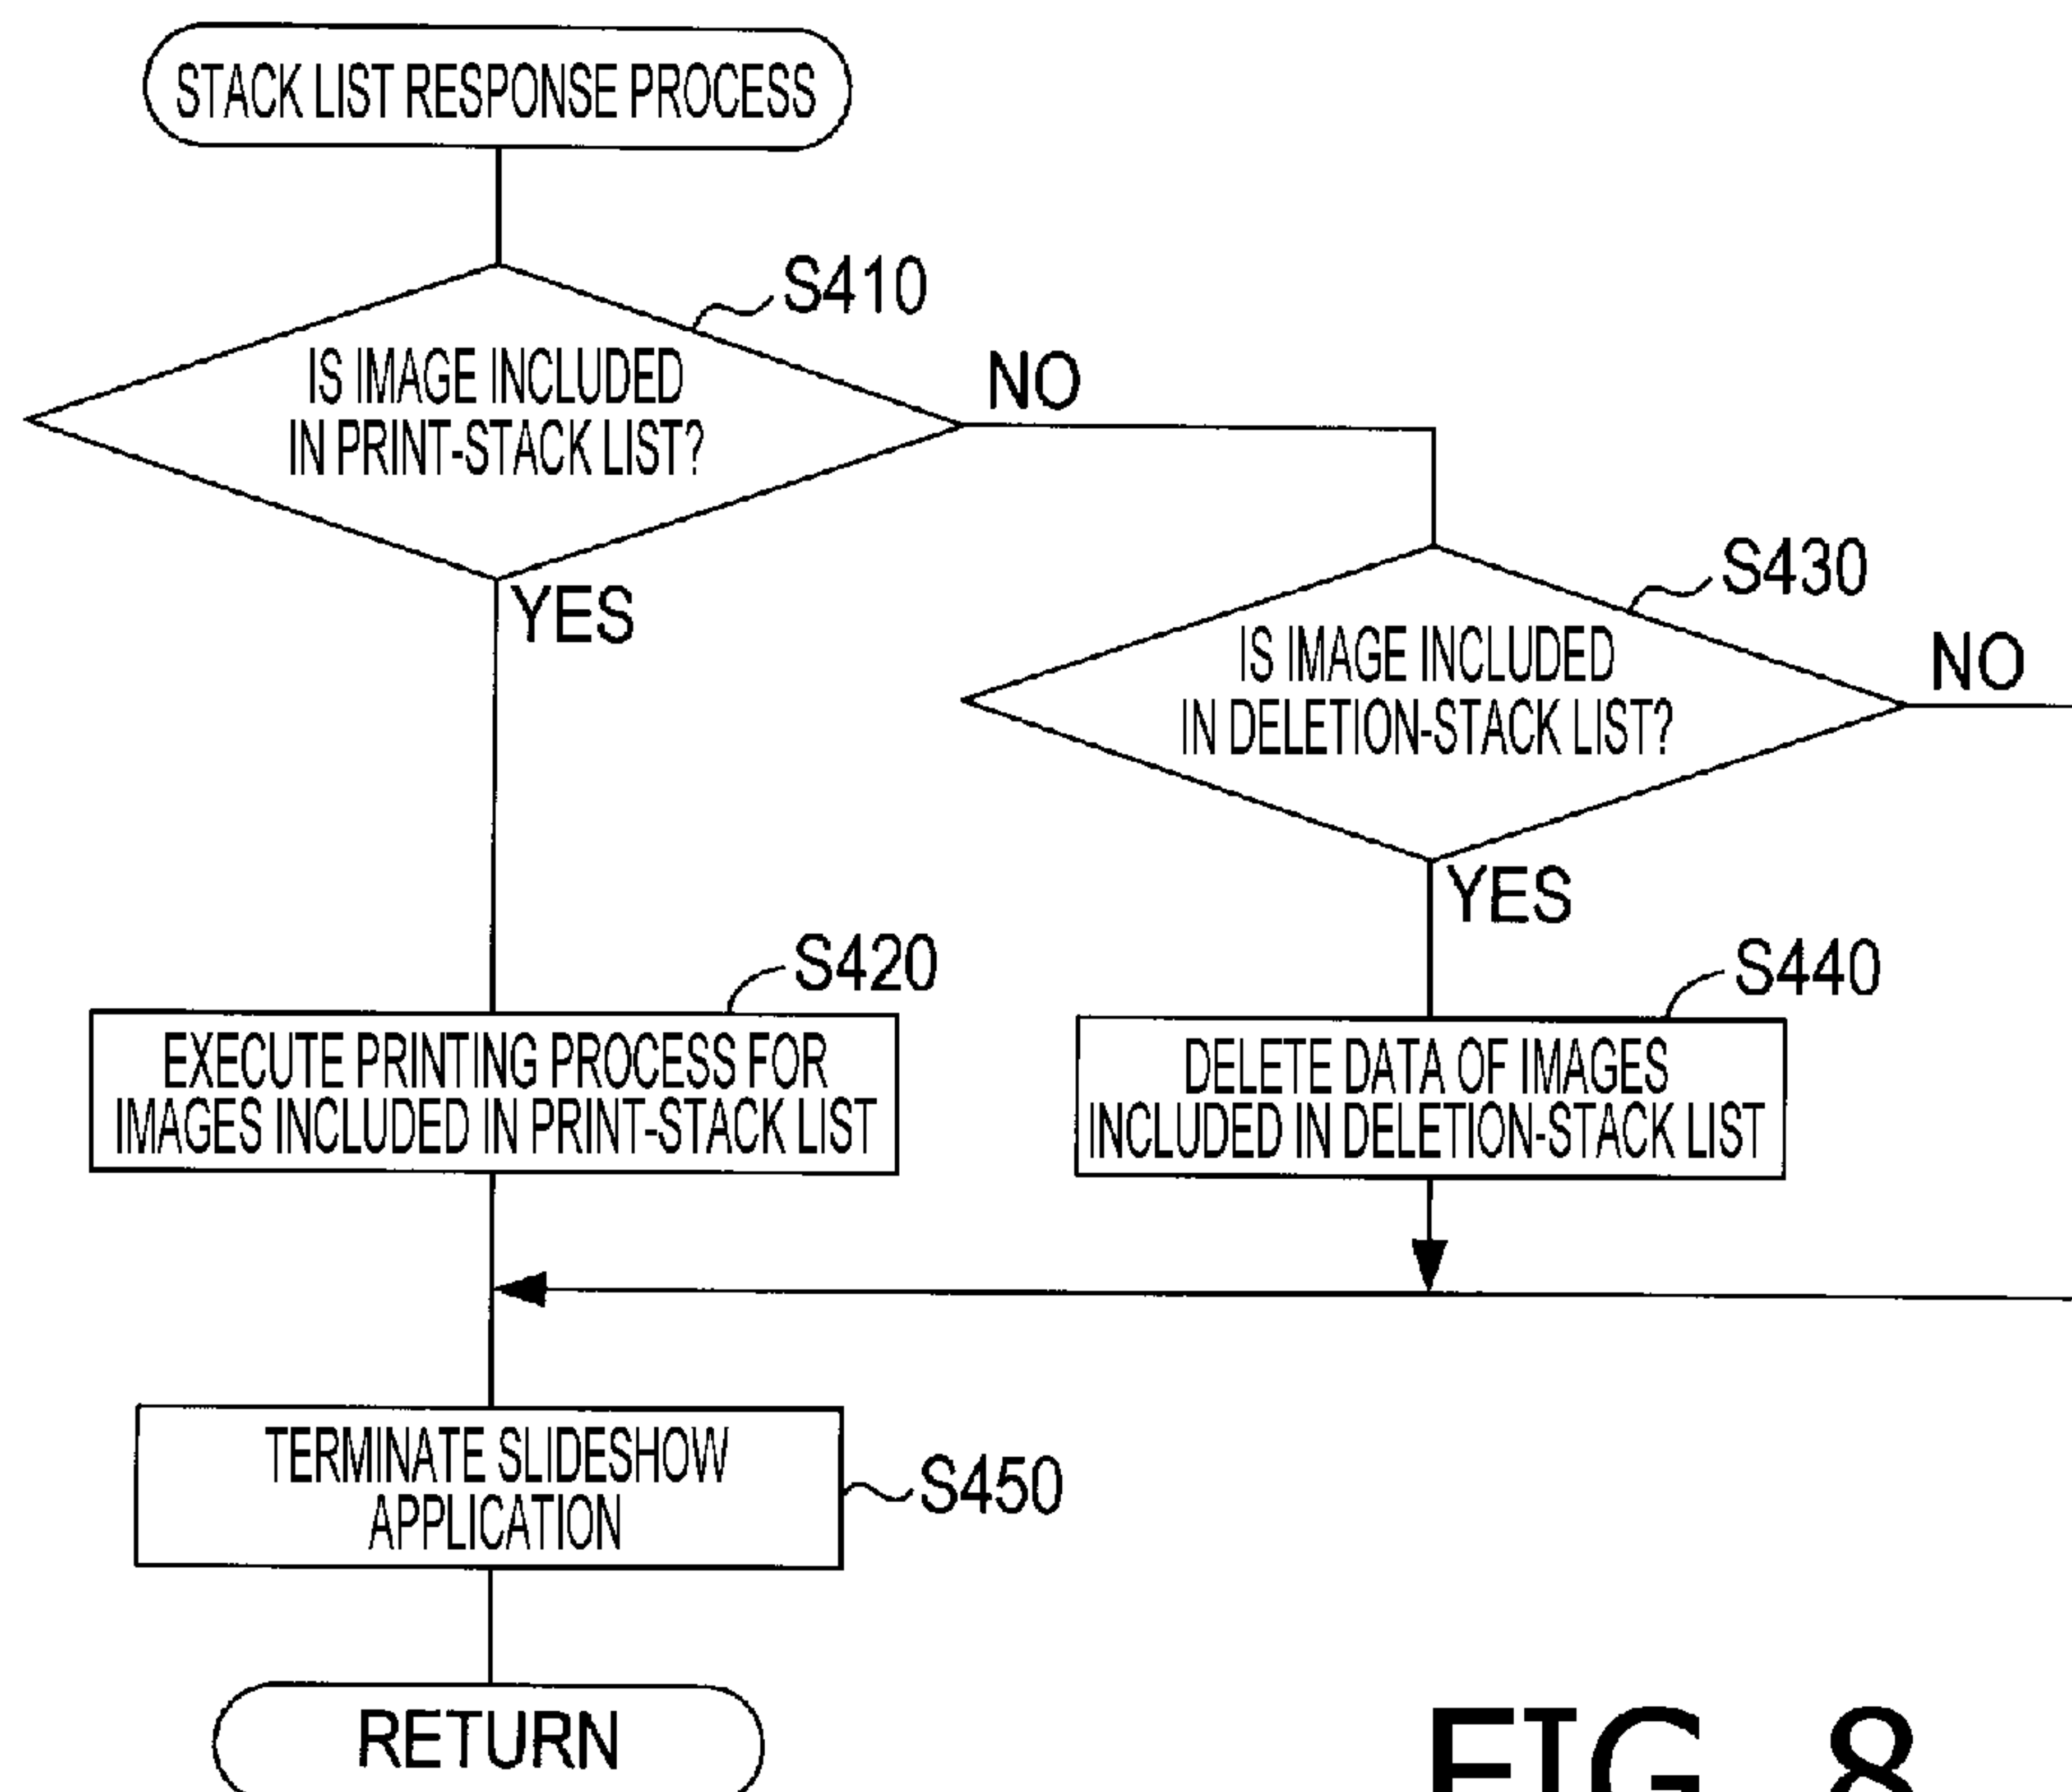 STACK LIST RESPONSE PROCESS
S410
IS IMAGE INCLUDED
IN PRINT-STACK LIST?
NO
YES
S430
IS IMAGE INCLUDED
IN DELETION-STACK LIST?
NO
YES
S420
EXECUTE PRINTING PROCESS FOR
IMAGES INCLUDED IN PRINT-STACK LIST
S440
DELETE DATA OF IMAGES
INCLUDED IN DELETION-STACK LIST
TERMINATE SLIDESHOW
APPLICATION
S450
RETURN
FIG. 8